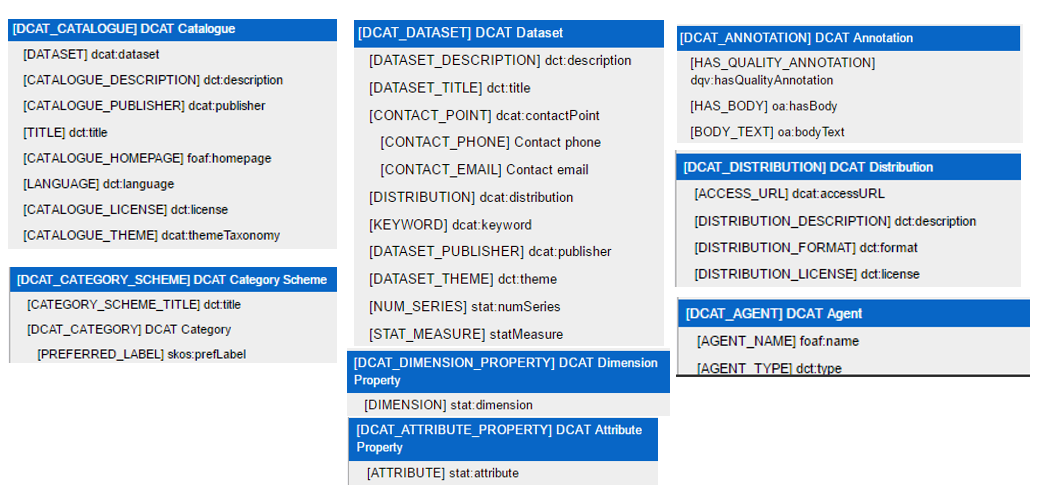 [DCAT_CATALOGUE] DCAT Catalogue
[DATASET] dcat:dataset
[CATALOGUE_DESCRIPTION] dct:description
[CATALOGUE_PUBLISHER] dcat:publisher
[TITLE] dct:title
[CATALOGUE_HOMEPAGE] foaf:homepage
[LANGUAGE] dct:language
[CATALOGUE_LICENSE] dct:license
[CATALOGUE_THEME] dcat:themeTaxonomy
[DCAT_CATEGORY_SCHEME] DCAT Category Scheme
[CATEGORY_SCHEME_TITLE] dct:title
[DCAT_CATEGORY] DCAT Category
[PREFERRED_LABEL] skos:prefLabel
[DCAT_DATASET] DCAT Dataset
[DATASET_DESCRIPTION] dct:description
[DATASET_TITLE] dct:title
[CONTACT_POINT] dcat:contactPoint
[CONTACT_PHONE] Contact phone
[CONTACT_EMAIL] Contact email
[DISTRIBUTION] dcat:distribution
[KEYWORD] dcat:keyword
[DATASET_PUBLISHER] dcat:publisher
[DATASET_THEME] dct:theme
[NUM_SERIES] stat:numSeries
[STAT_MEASURE] statMeasure
[DCAT_DIMENSION_PROPERTY] DCAT Dimension
Property
[DIMENSION] stat:dimension
[DCAT_ATTRIBUTE_PROPERTY] DCAT Attribute
Property
[ATTRIBUTE] stat:attribute
[DCAT_ANNOTATION] DCAT Annotation
[HAS_QUALITY_ANNOTATION]
dqv:hasQualityAnnotation
[HAS_BODY] oa:hasBody
[BODY_TEXT] oa:bodyText
[DCAT_DISTRIBUTION] DCAT Distribution
[ACCESS_URL] dcat:accessURL
[DISTRIBUTION_DESCRIPTION] dct:description
[DISTRIBUTION_FORMAT] dct:format
[DISTRIBUTION_LICENSE] dct:license
[DCAT_AGENT] DCAT Agent
[AGENT_NAME] foaf:name
[AGENT_TYPE] dct:type